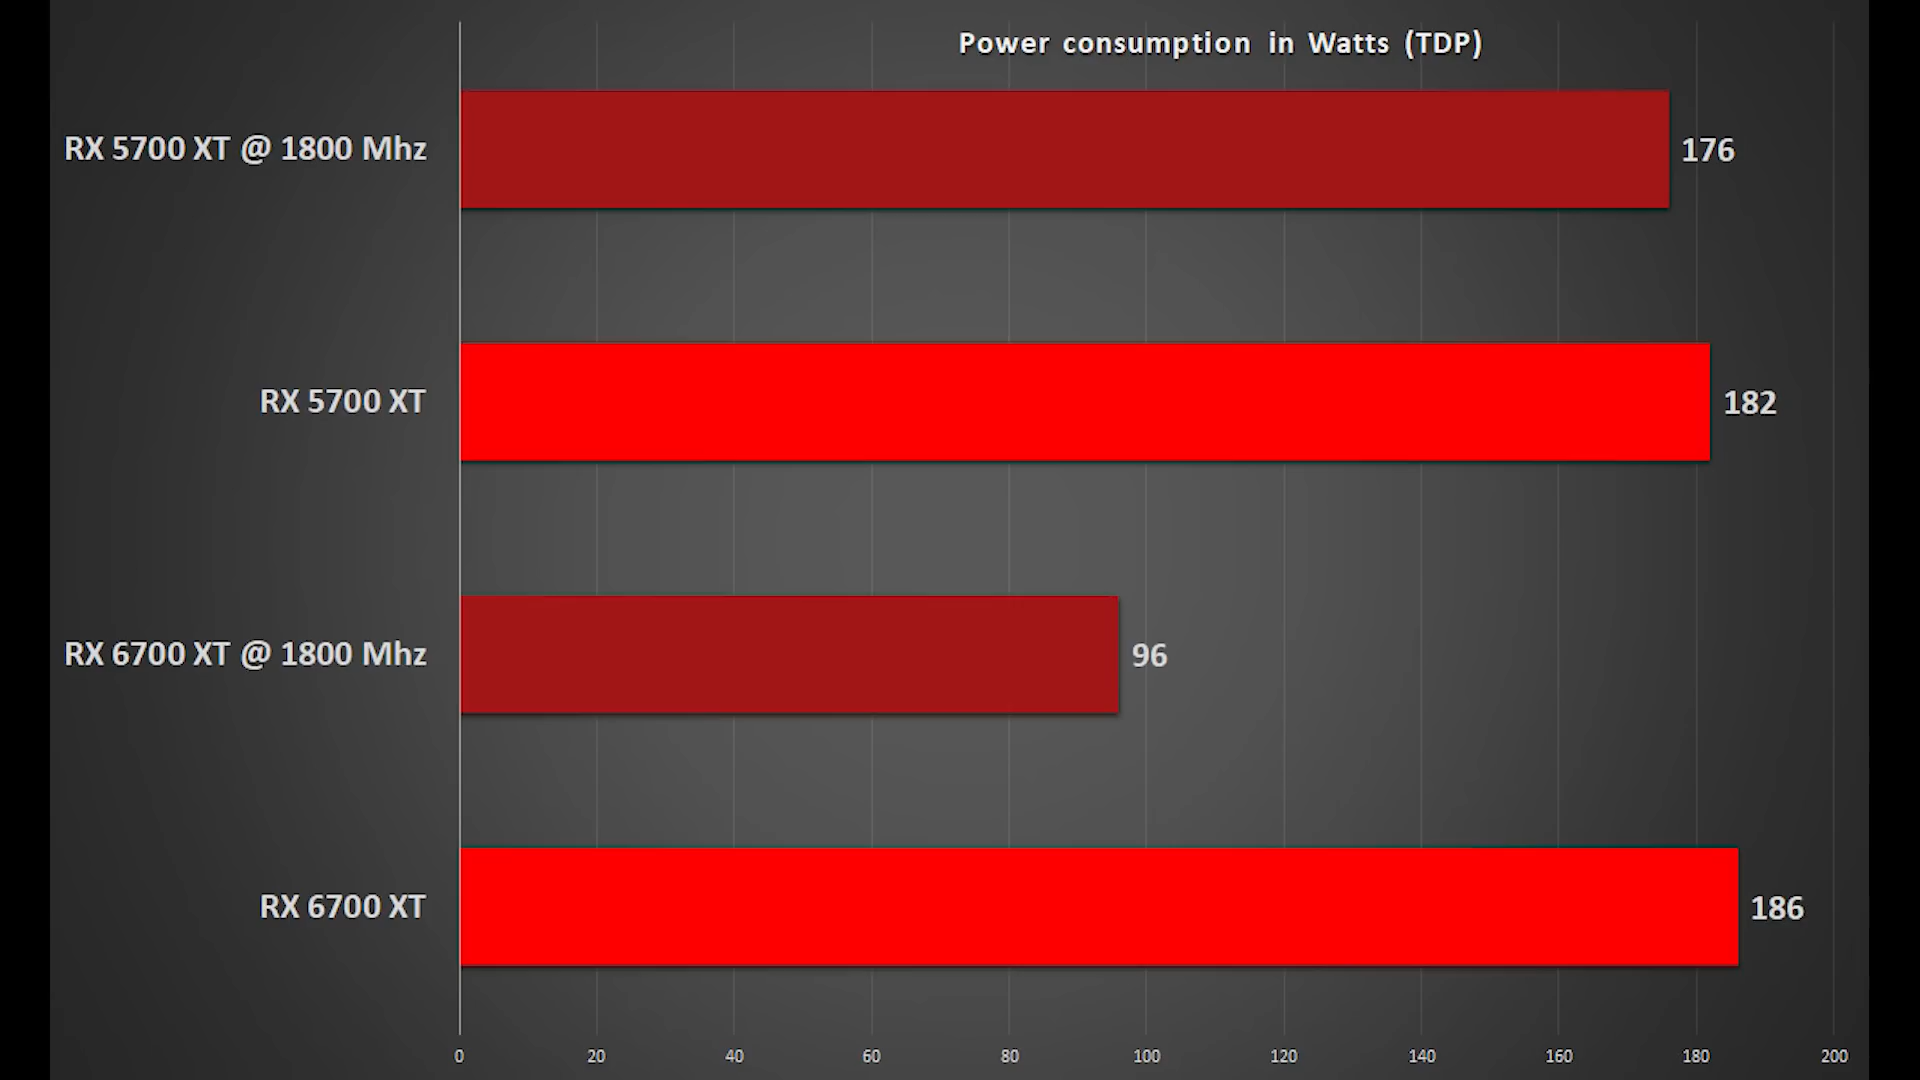 Power consumption in Watts (TDP)
RX 5700 XT @ 1800 Mhz
176
RX 5700 XT
182
RX 6700 XT @ 1800 Mhz
96
RX 6700 XT
186
0 20 40 60 80 100 120 140 160 180 200